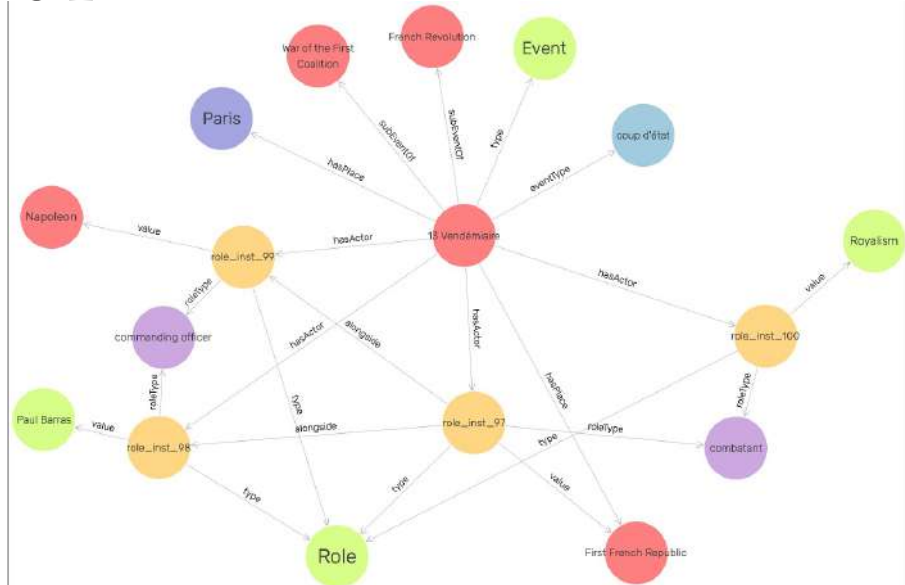 French Revolution
War of the First
Coalition
Event
Paris
coup d'état
subEventOf
subEventOf
type
eventType
hasPlace
Napoleon
value
13 Vendémiaire
Royalism
hasActor
role_inst_99
hasActor
value
roleType
commanding officer
hasActor
alongside
hasActor
hasPlace
role_inst_100
roleType
type
roleType
Paul Barras
value
role_inst_98
alongside
role_inst_97
roleType
type
combatant
type
type
value
Role
First French Republic